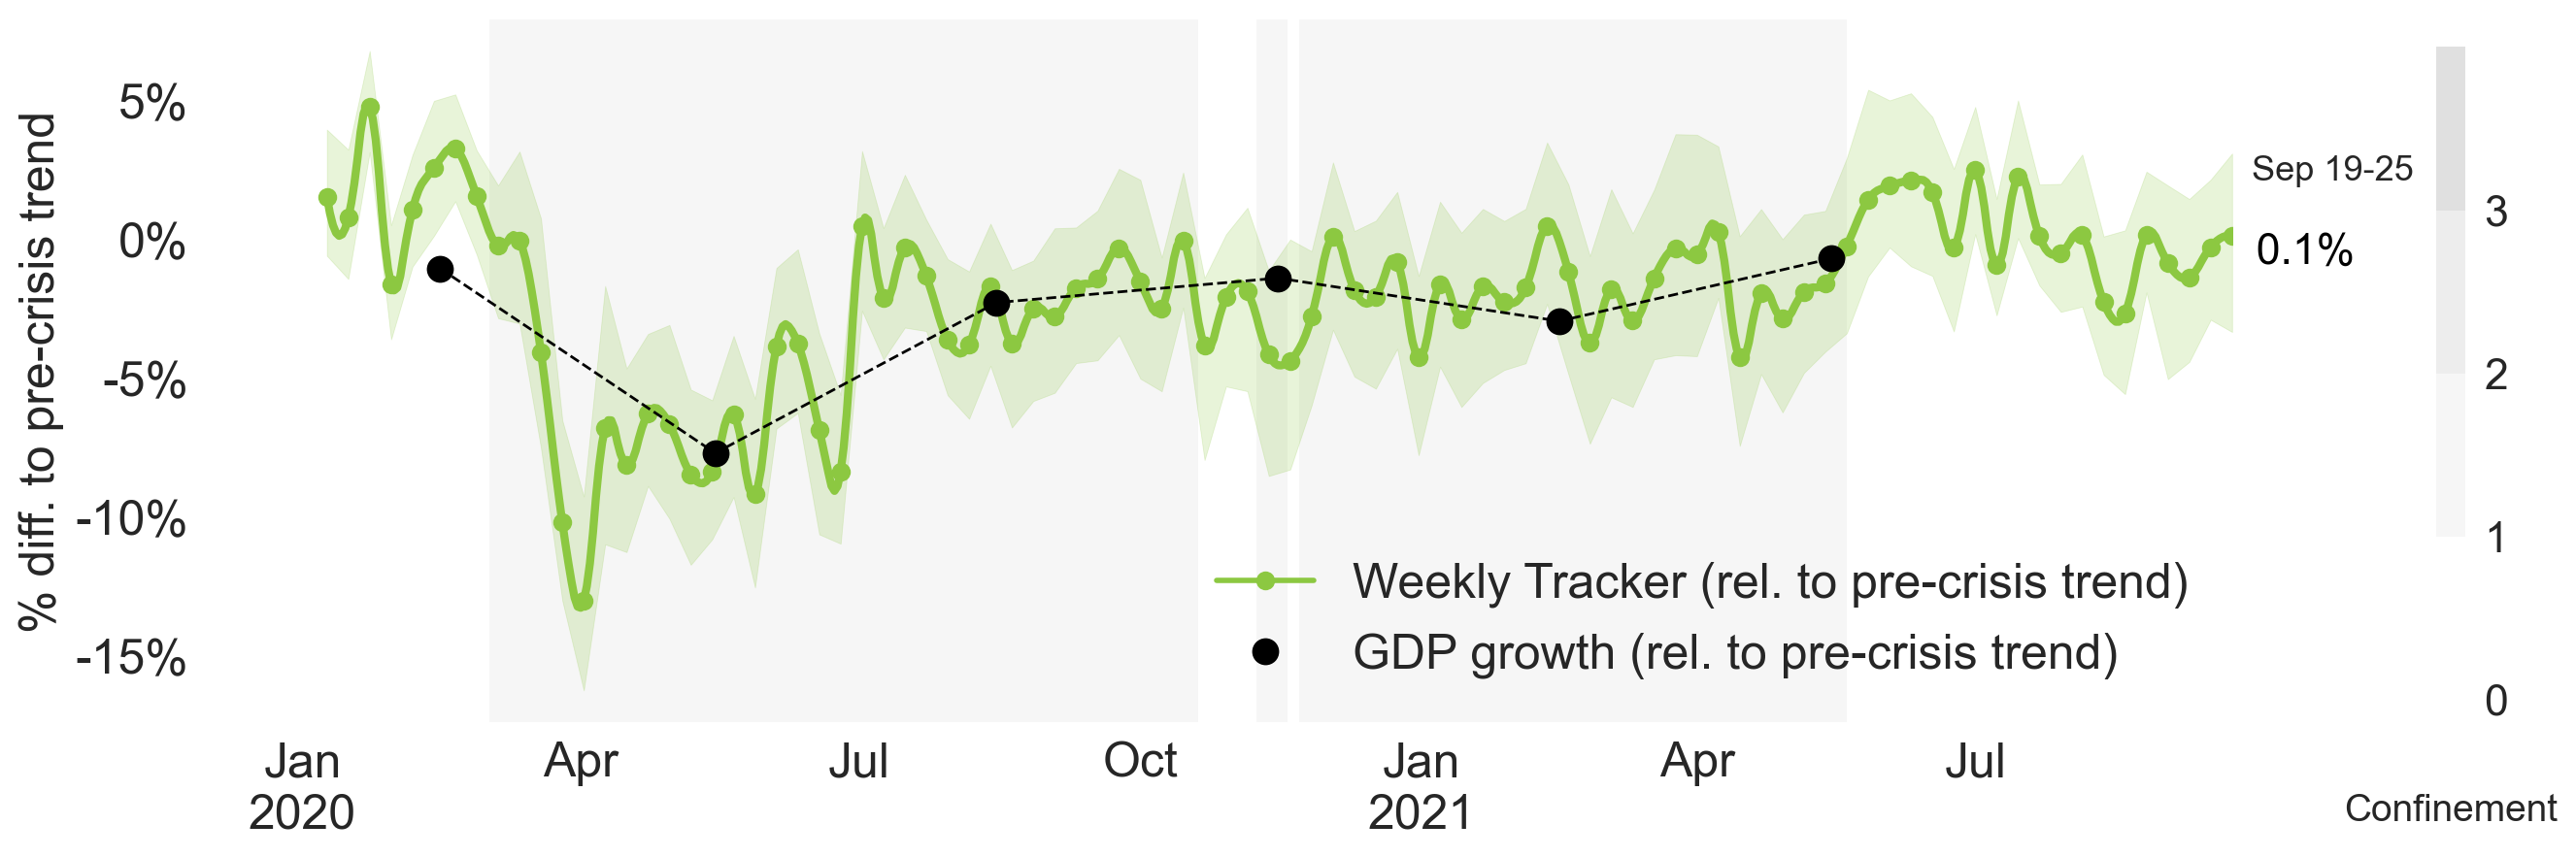 % diff. to pre-crisis trend
5%
0%
-5%
-10%
-15%
Jan
2020
Apr
Jul
Oct
Jan
2021
Apr
Jul
Weekly Tracker (rel. to pre-crisis trend)
GDP growth (rel. to pre-crisis trend)
Sep 19-25
0.1%
3
2
1
0
Confinement